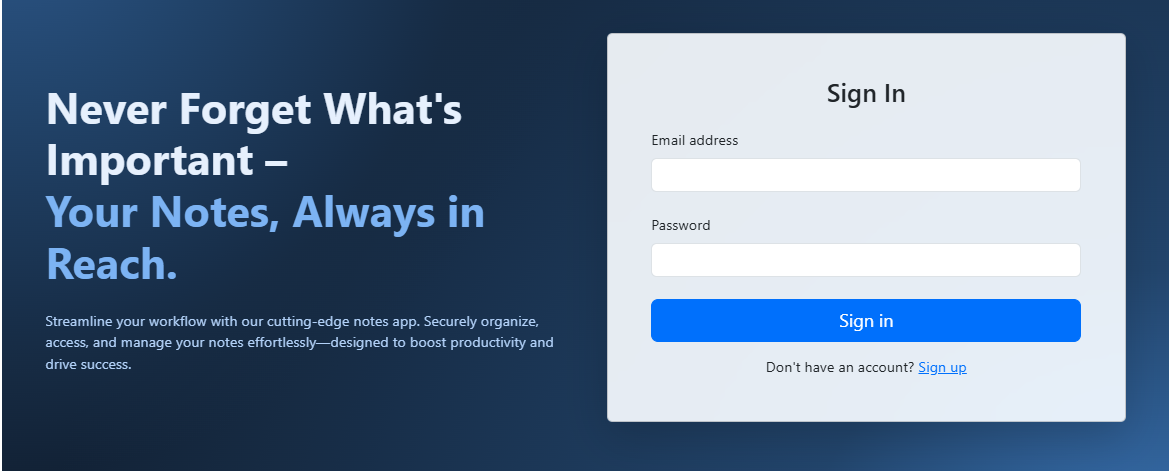 Never Forget What's
Important –
Your Notes, Always in
Reach.
Streamline your workflow with our cutting-edge notes app. Securely organize,
access, and manage your notes effortlessly—designed to boost productivity and
drive success.
Sign In
Email address
Password
Sign in
Don't have an account? Sign up